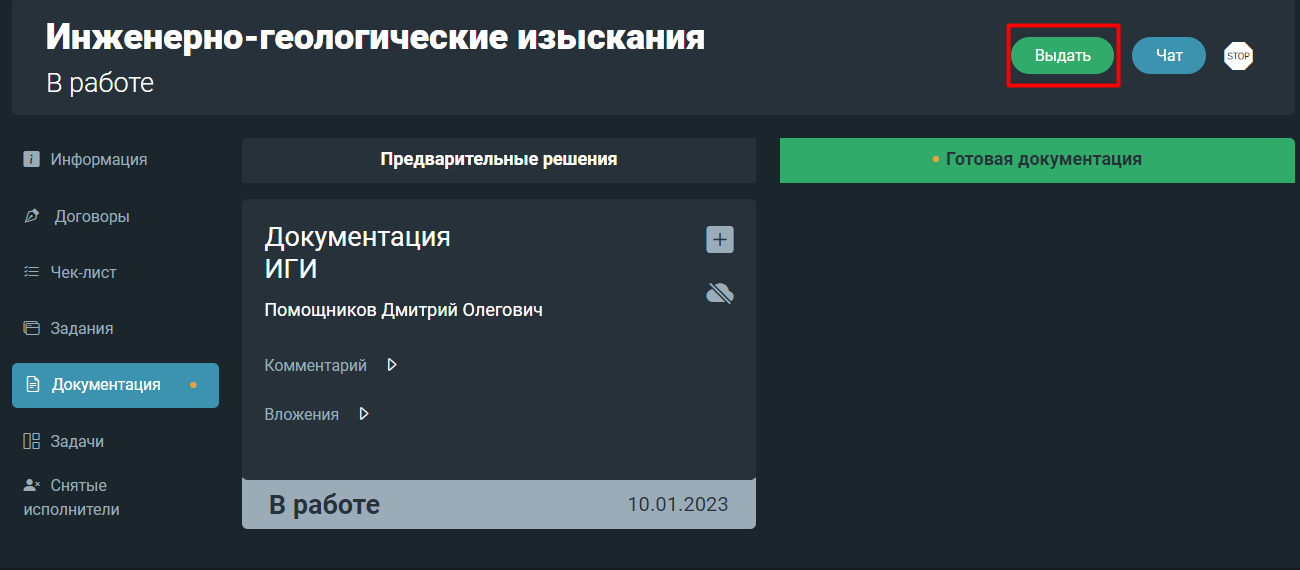 Инженерно-геологические изыскания
В работе
Выдать
Чат
STOP
Информация
Договоры
Чек-лист
Задания
Документация
Задачи
Снятые
исполнители
Предварительные решения
Готовая документация
Документация
ИГИ
Помощников Дмитрий Олегович
Комментарий
Вложения
В работе
10.01.2023